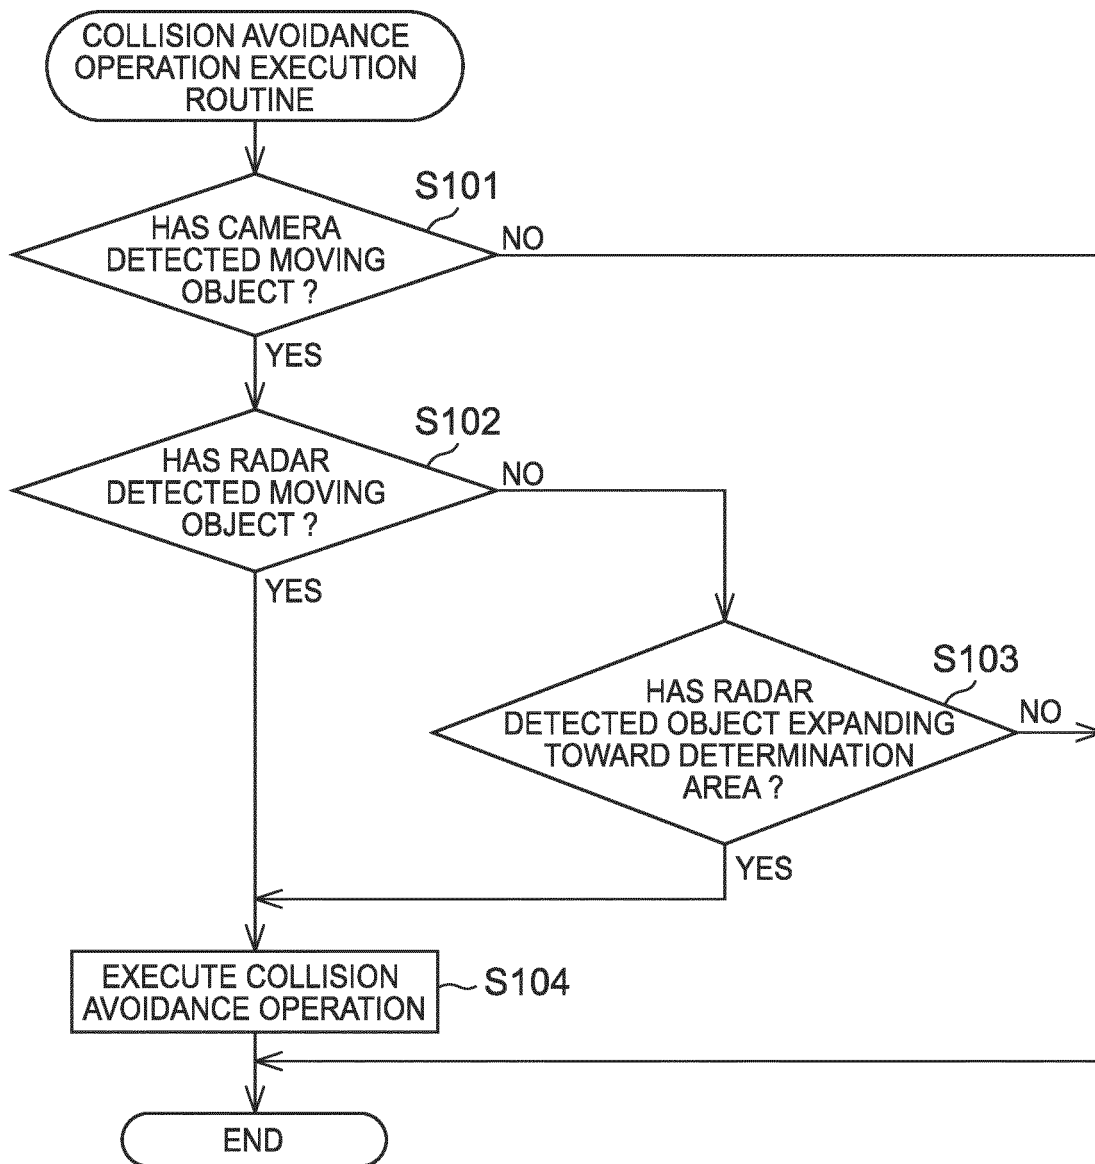 COLLISION AVOIDANCE
OPERATION EXECUTION
ROUTINE
S101
HAS CAMERA
DETECTED MOVING
OBJECT ?
NO
YES
S102
HAS RADAR
DETECTED MOVING
OBJECT ?
NO
YES
S103
HAS RADAR
DETECTED OBJECT EXPANDING
TOWARD DETERMINATION
AREA ?
NO
YES
EXECUTE COLLISION
AVOIDANCE OPERATION
S104
END